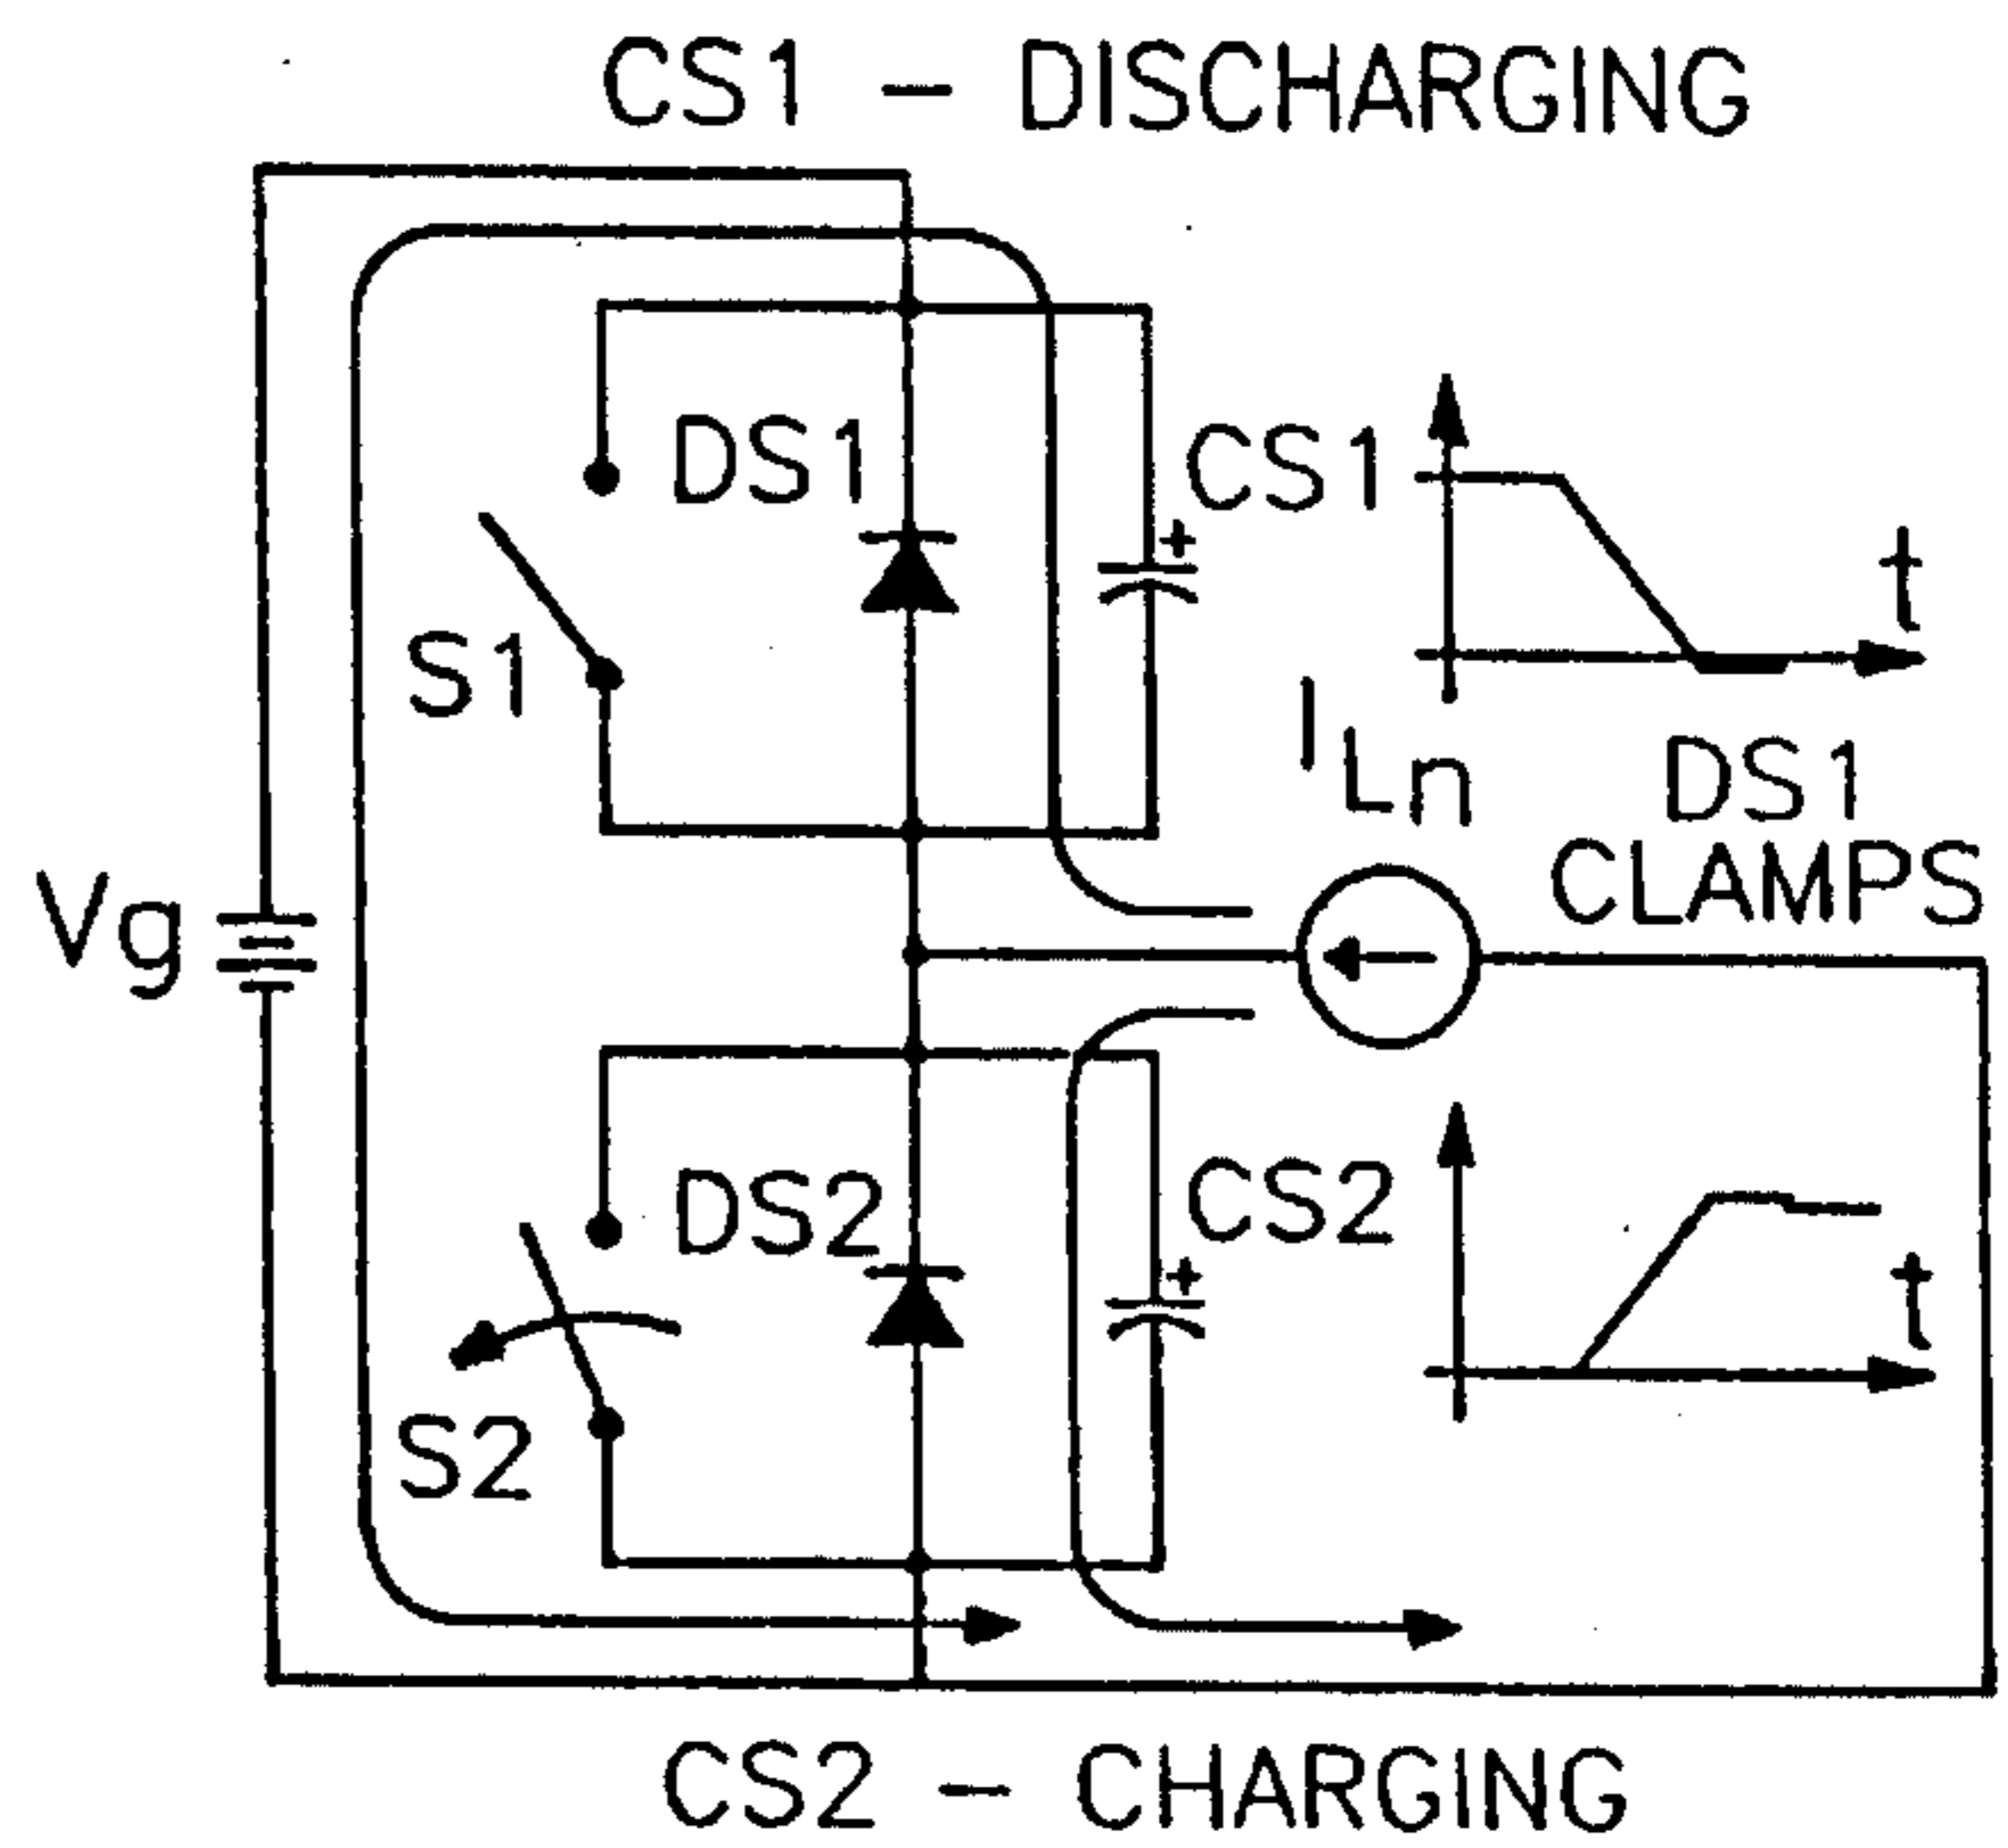 CS1 – DISCHARGING
DS1
CS1
+
t
S1
I Ln
DS1
CLAMPS
Vg
DS2
CS2
+
t
S2
CS2 – CHARGING